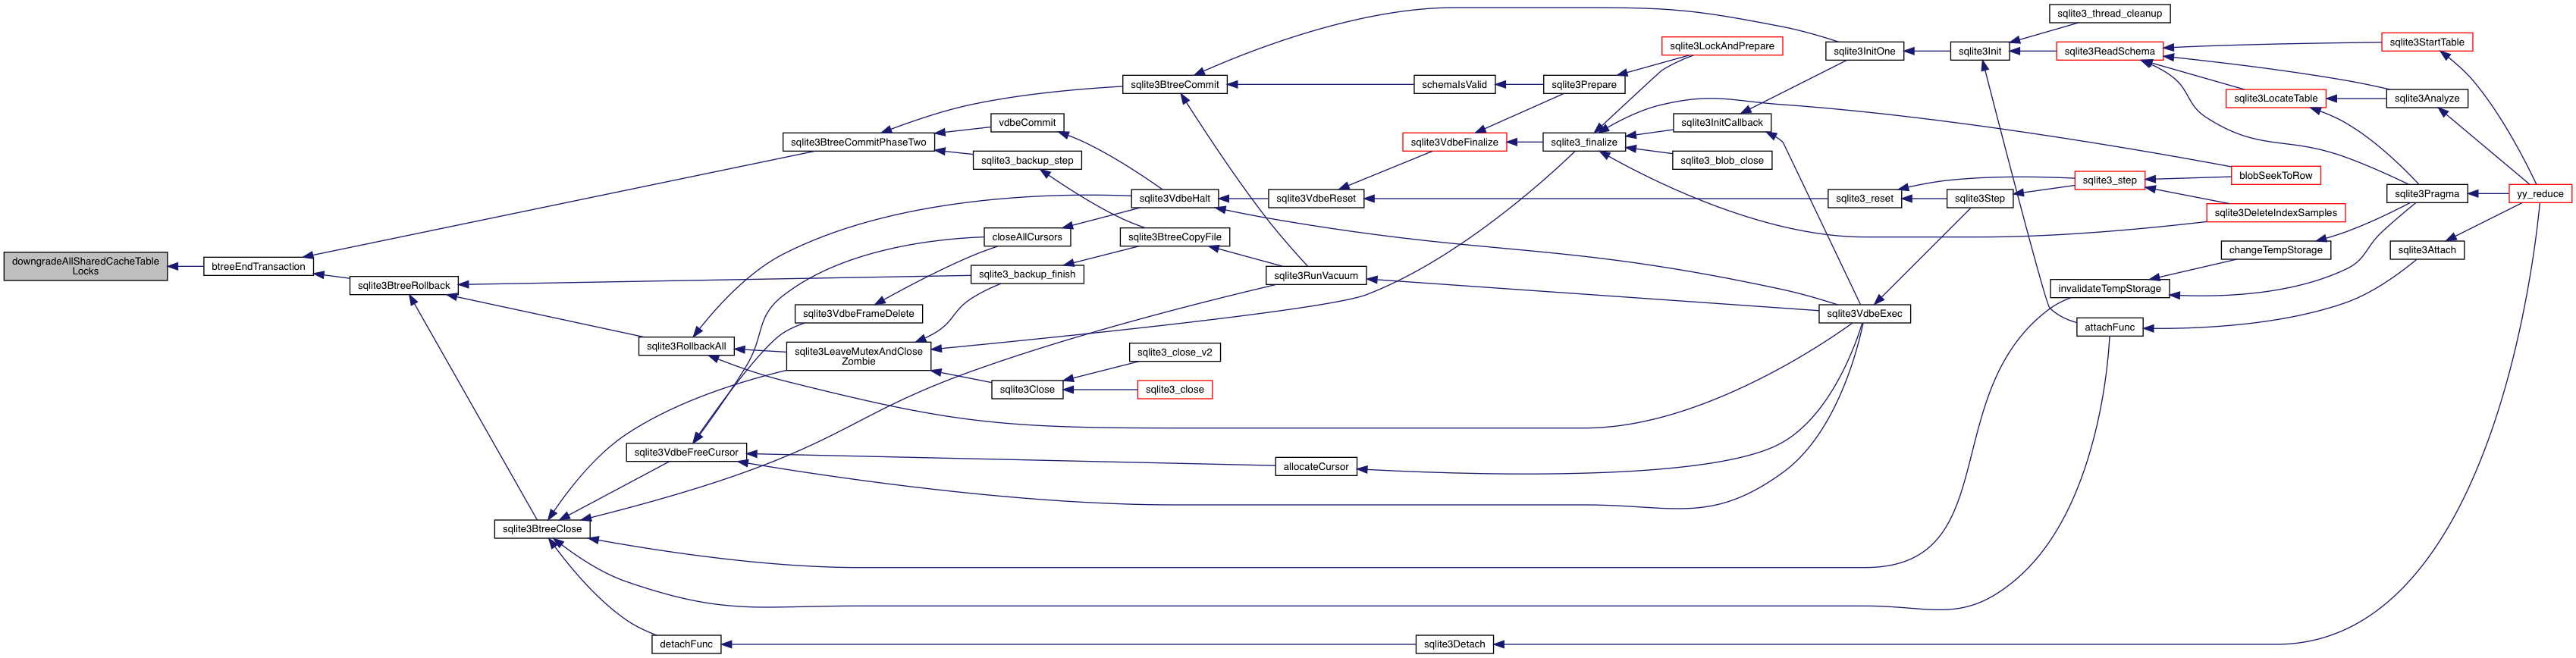 downgradeAllSharedCacheTable
Locks
btreeEndTransaction
sqlite3BtreeCommitPhaseTwo
sqlite3BtreeRollback
sqlite3BtreeCommit
vdbeCommit
sqlite3_backup_step
sqlite3VdbeHalt
closeAllCursors
sqlite3BtreeCopyFile
sqlite3_backup_finish
sqlite3VdbeFrameDelete
sqlite3RollbackAll
sqlite3LeaveMutexAndClose
Zombie
sqlite3Close
sqlite3_close_v2
sqlite3_close
sqlite3VdbeFreeCursor
allocateCursor
sqlite3BtreeClose
detachFunc
sqlite3Detach
schemaIsValid
sqlite3Prepare
sqlite3LockAndPrepare
sqlite3VdbeReset
sqlite3VdbeFinalize
sqlite3_finalize
sqlite3InitCallback
sqlite3_blob_close
sqlite3RunVacuum
sqlite3InitOne
sqlite3Init
sqlite3_thread_cleanup
sqlite3ReadSchema
sqlite3StartTable
sqlite3LocateTable
sqlite3Analyze
sqlite3_reset
sqlite3Step
sqlite3_step
blobSeekToRow
sqlite3DeleteIndexSamples
sqlite3Pragma
yy_reduce
sqlite3VdbeExec
changeTempStorage
invalidateTempStorage
sqlite3Attach
attachFunc